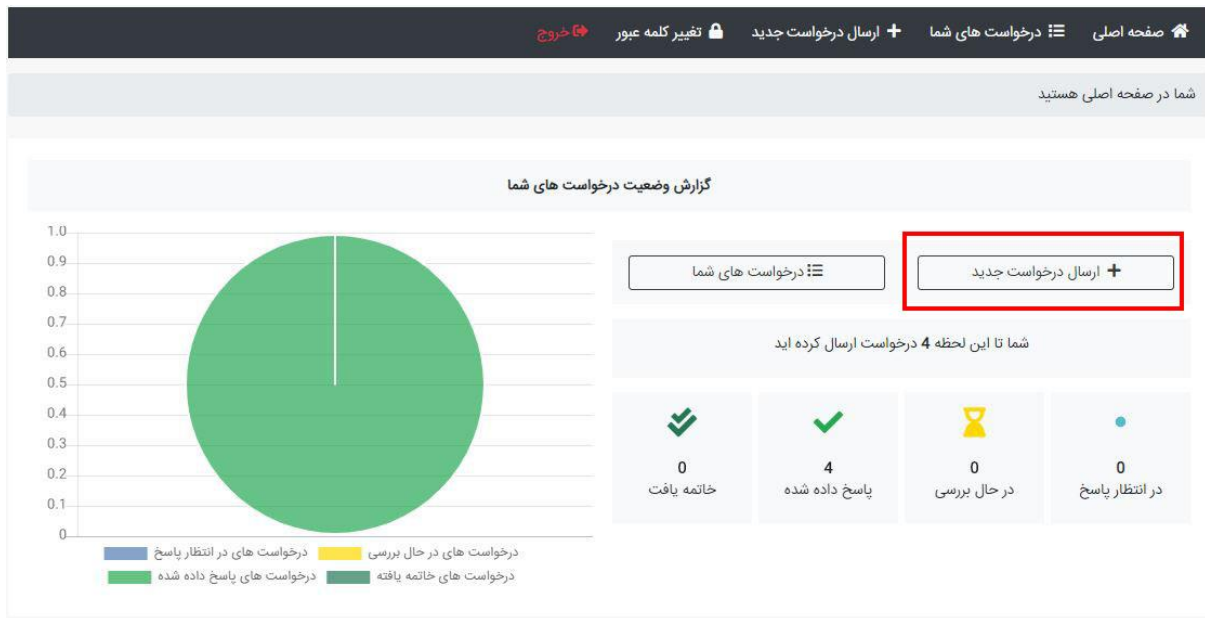 صفحه اصلی درخواست های شما ارسال درخواست جدید تغییر کلمه عبور خروج
شما در صفحه اصلی هستید
گزارش وضعیت درخواست های شما
ارسال درخواست جدید درخواست های شما
شما تا این لحظه 4 درخواست ارسال کرده اید
0 0 4 0
در انتظار پاسخ در حال بررسی پاسخ داده شده خاتمه یافت
1.0
0.9
0.8
0.7
0.6
0.5
0.4
0.3
0.2
0.1
0
درخواست های در حال بررسی درخواست های در انتظار پاسخ
درخواست های خاتمه یافته درخواست های پاسخ داده شده